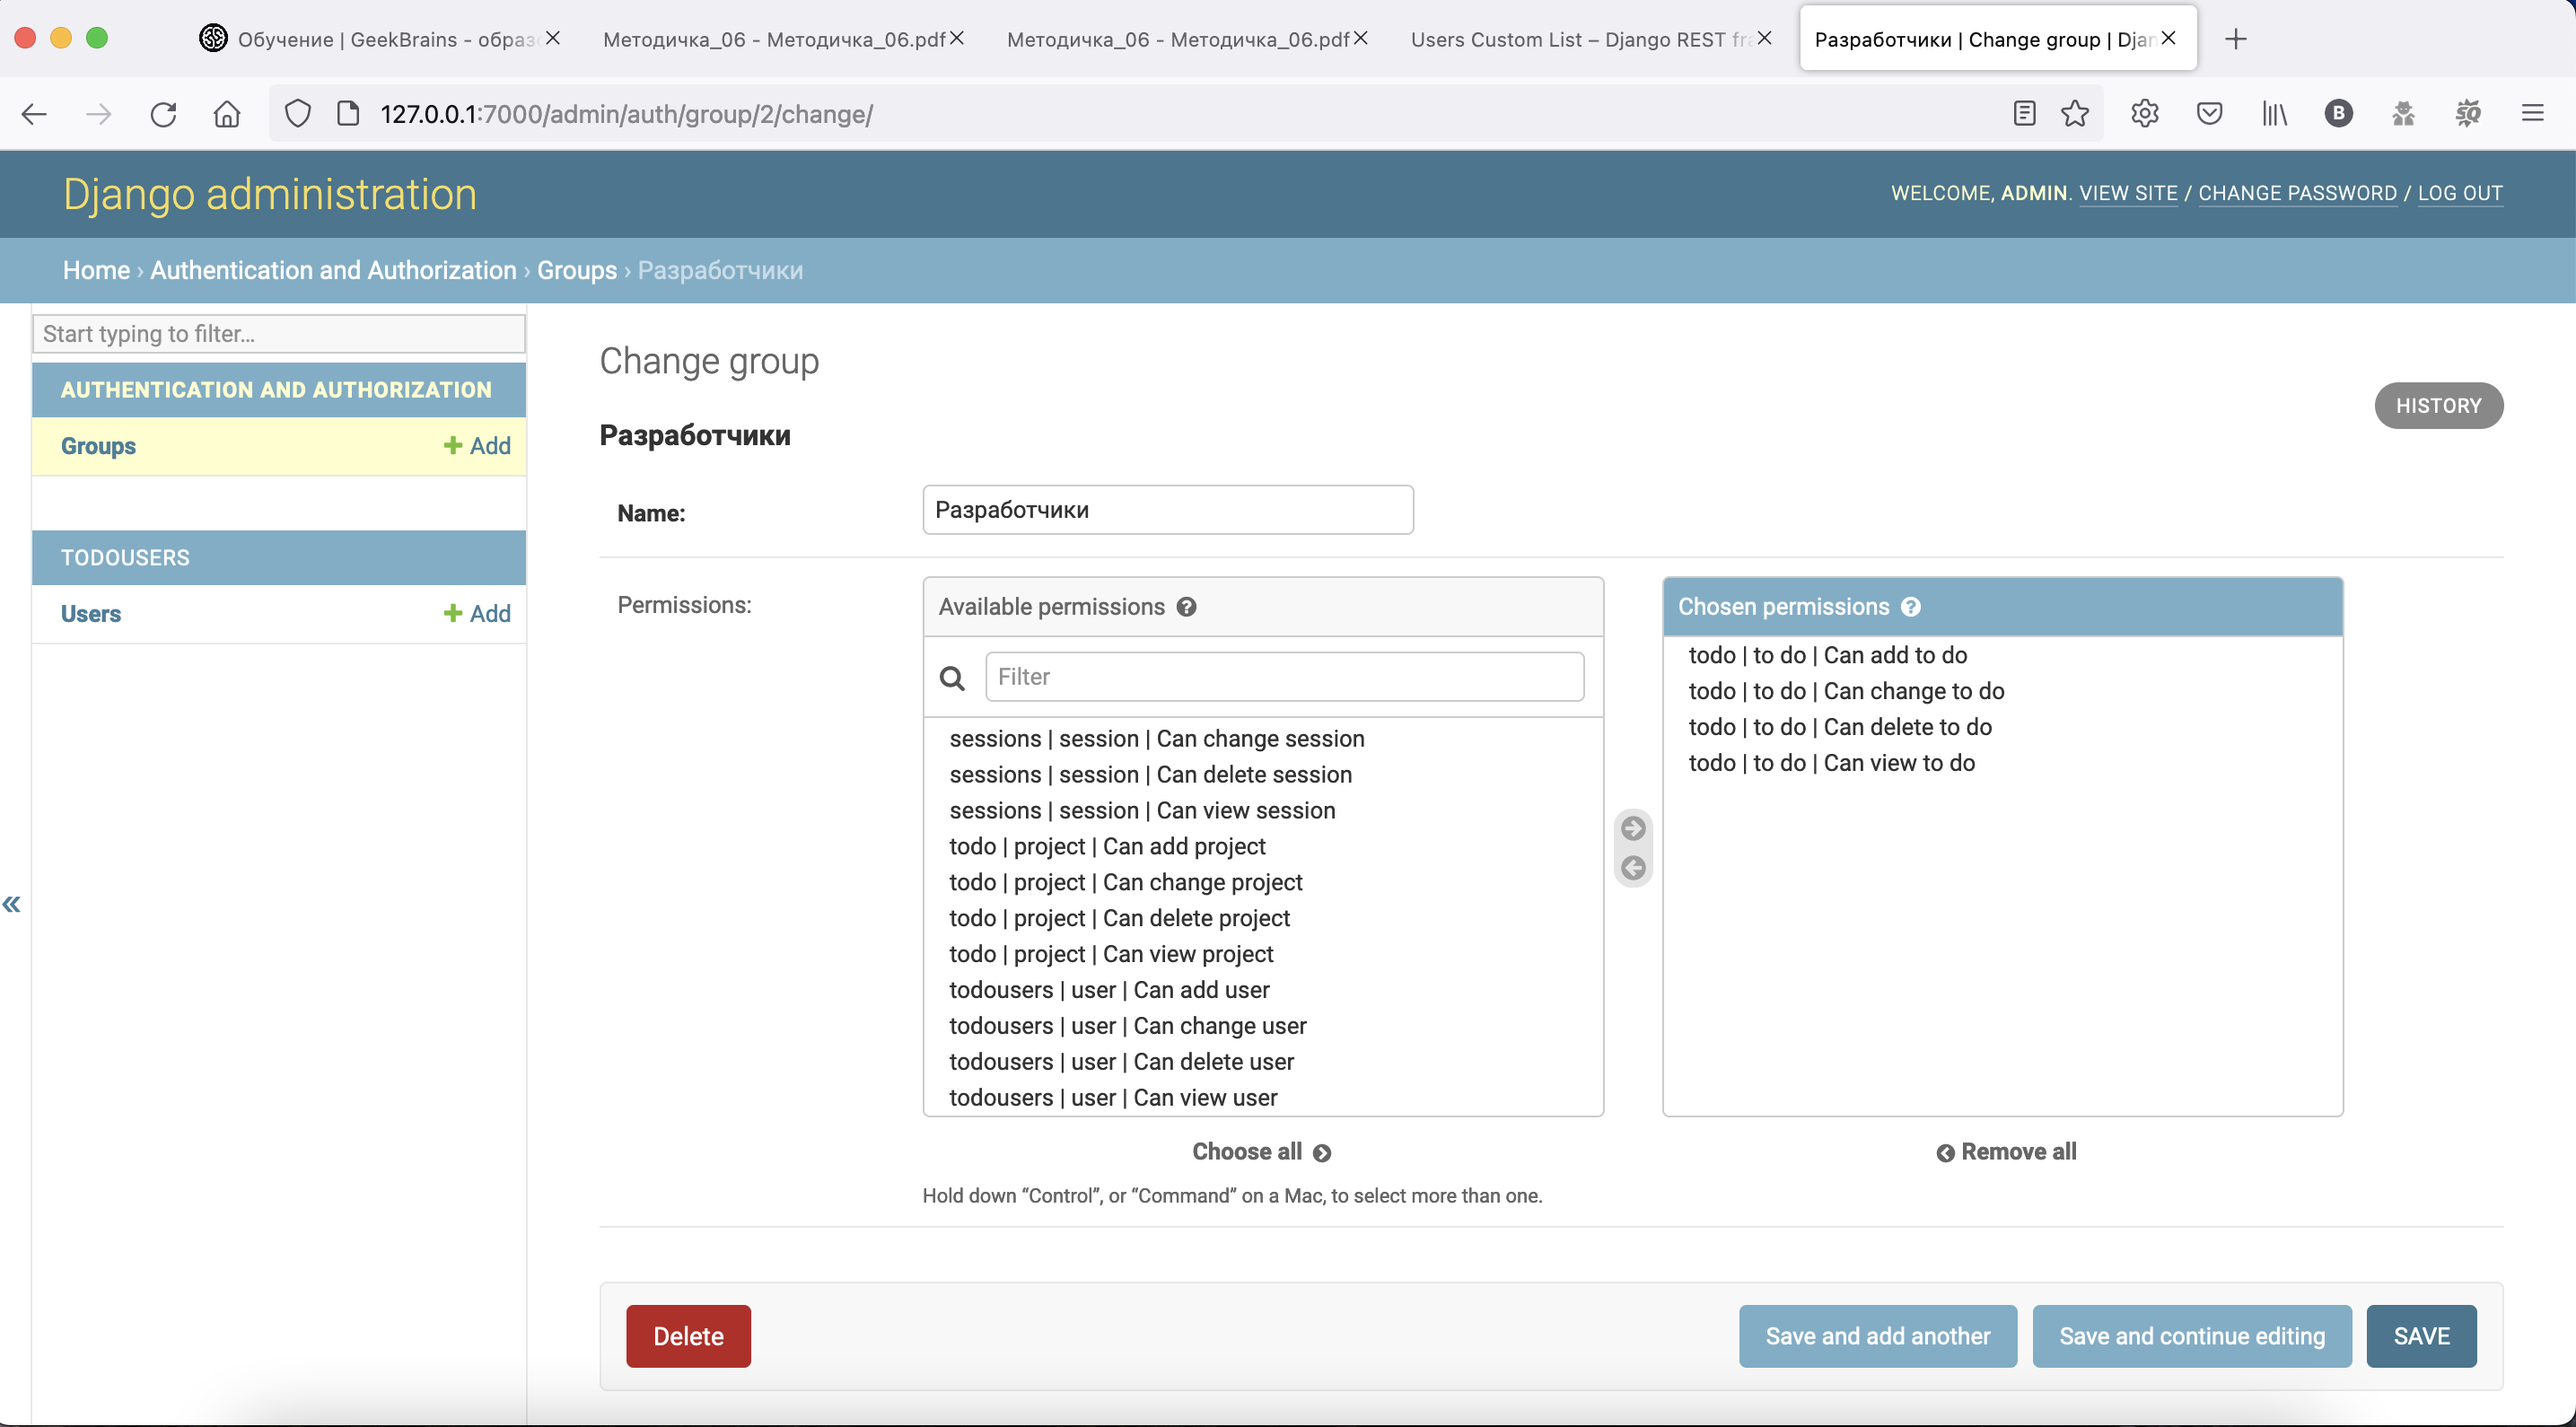 Обучение | GeekBrains - образ
Методичка_06 - Методичка_06.pdf
Методичка_06 - Методичка_06.pdf
Users Custom List – Django REST fra
Разработчики | Change group | Djan
127.0.0.1:7000/admin/auth/group/2/change/
Django administration
WELCOME, ADMIN. VIEW SITE / CHANGE PASSWORD / LOG OUT
Home › Authentication and Authorization › Groups › Разработчики
Start typing to filter...
AUTHENTICATION AND AUTHORIZATION
Groups
Add
TODOUSERS
Users
Add
«
Change group
HISTORY
Разработчики
Name:
Разработчики
Permissions:
Available permissions ?
Filter
sessions | session | Can change session
sessions | session | Can delete session
sessions | session | Can view session
todo | project | Can add project
todo | project | Can change project
todo | project | Can delete project
todo | project | Can view project
todousers | user | Can add user
todousers | user | Can change user
todousers | user | Can delete user
todousers | user | Can view user
Choose all
Hold down “Control”, or “Command” on a Mac, to select more than one.
Chosen permissions ?
todo | to do | Can add to do
todo | to do | Can change to do
todo | to do | Can delete to do
todo | to do | Can view to do
Remove all
Delete
Save and add another
Save and continue editing
SAVE